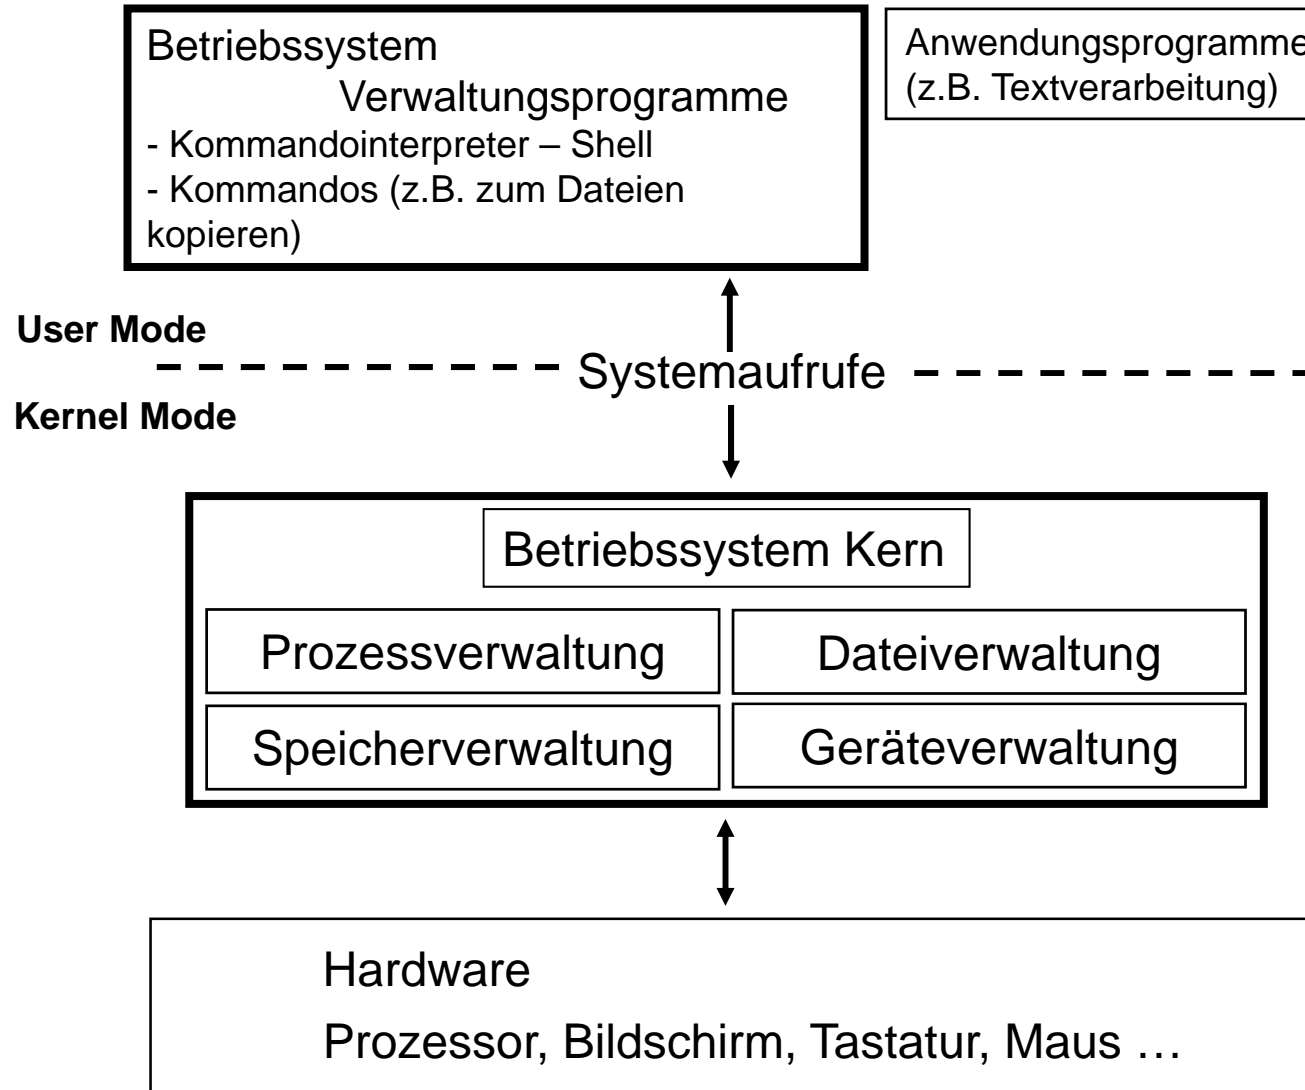 Betriebssystem
Verwaltungsprogramme
- Kommandointerpreter – Shell
- Kommandos (z.B. zum Dateien
kopieren)
Anwendungsprogramme
(z.B. Textverarbeitung)
User Mode
Systemaufrufe
Kernel Mode
Betriebssystem Kern
Prozessverwaltung
Dateiverwaltung
Speicherverwaltung
Geräteverwaltung
Hardware
Prozessor, Bildschirm, Tastatur, Maus …